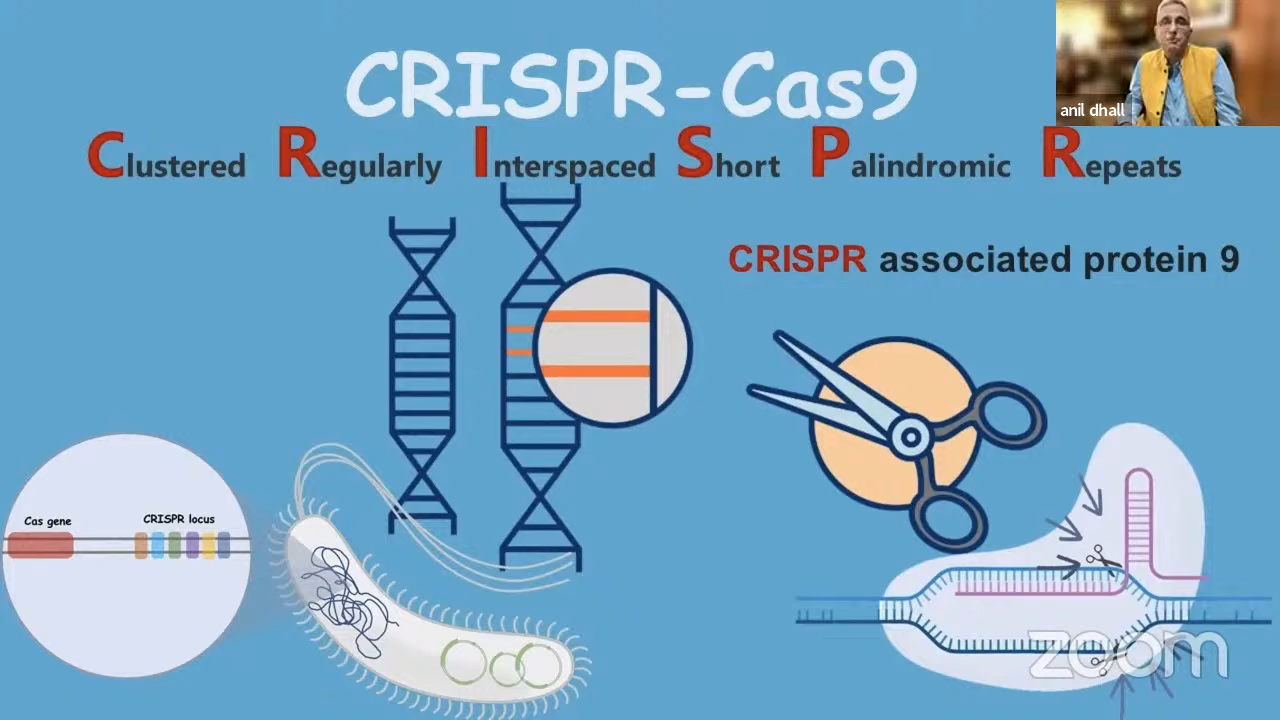 CRISPR-Cas9
anil dhall
Clustered Regularly Interspaced Short Palindromic Repeats
CRISPR associated protein 9
Cas gene
CRISPR locus
zoom